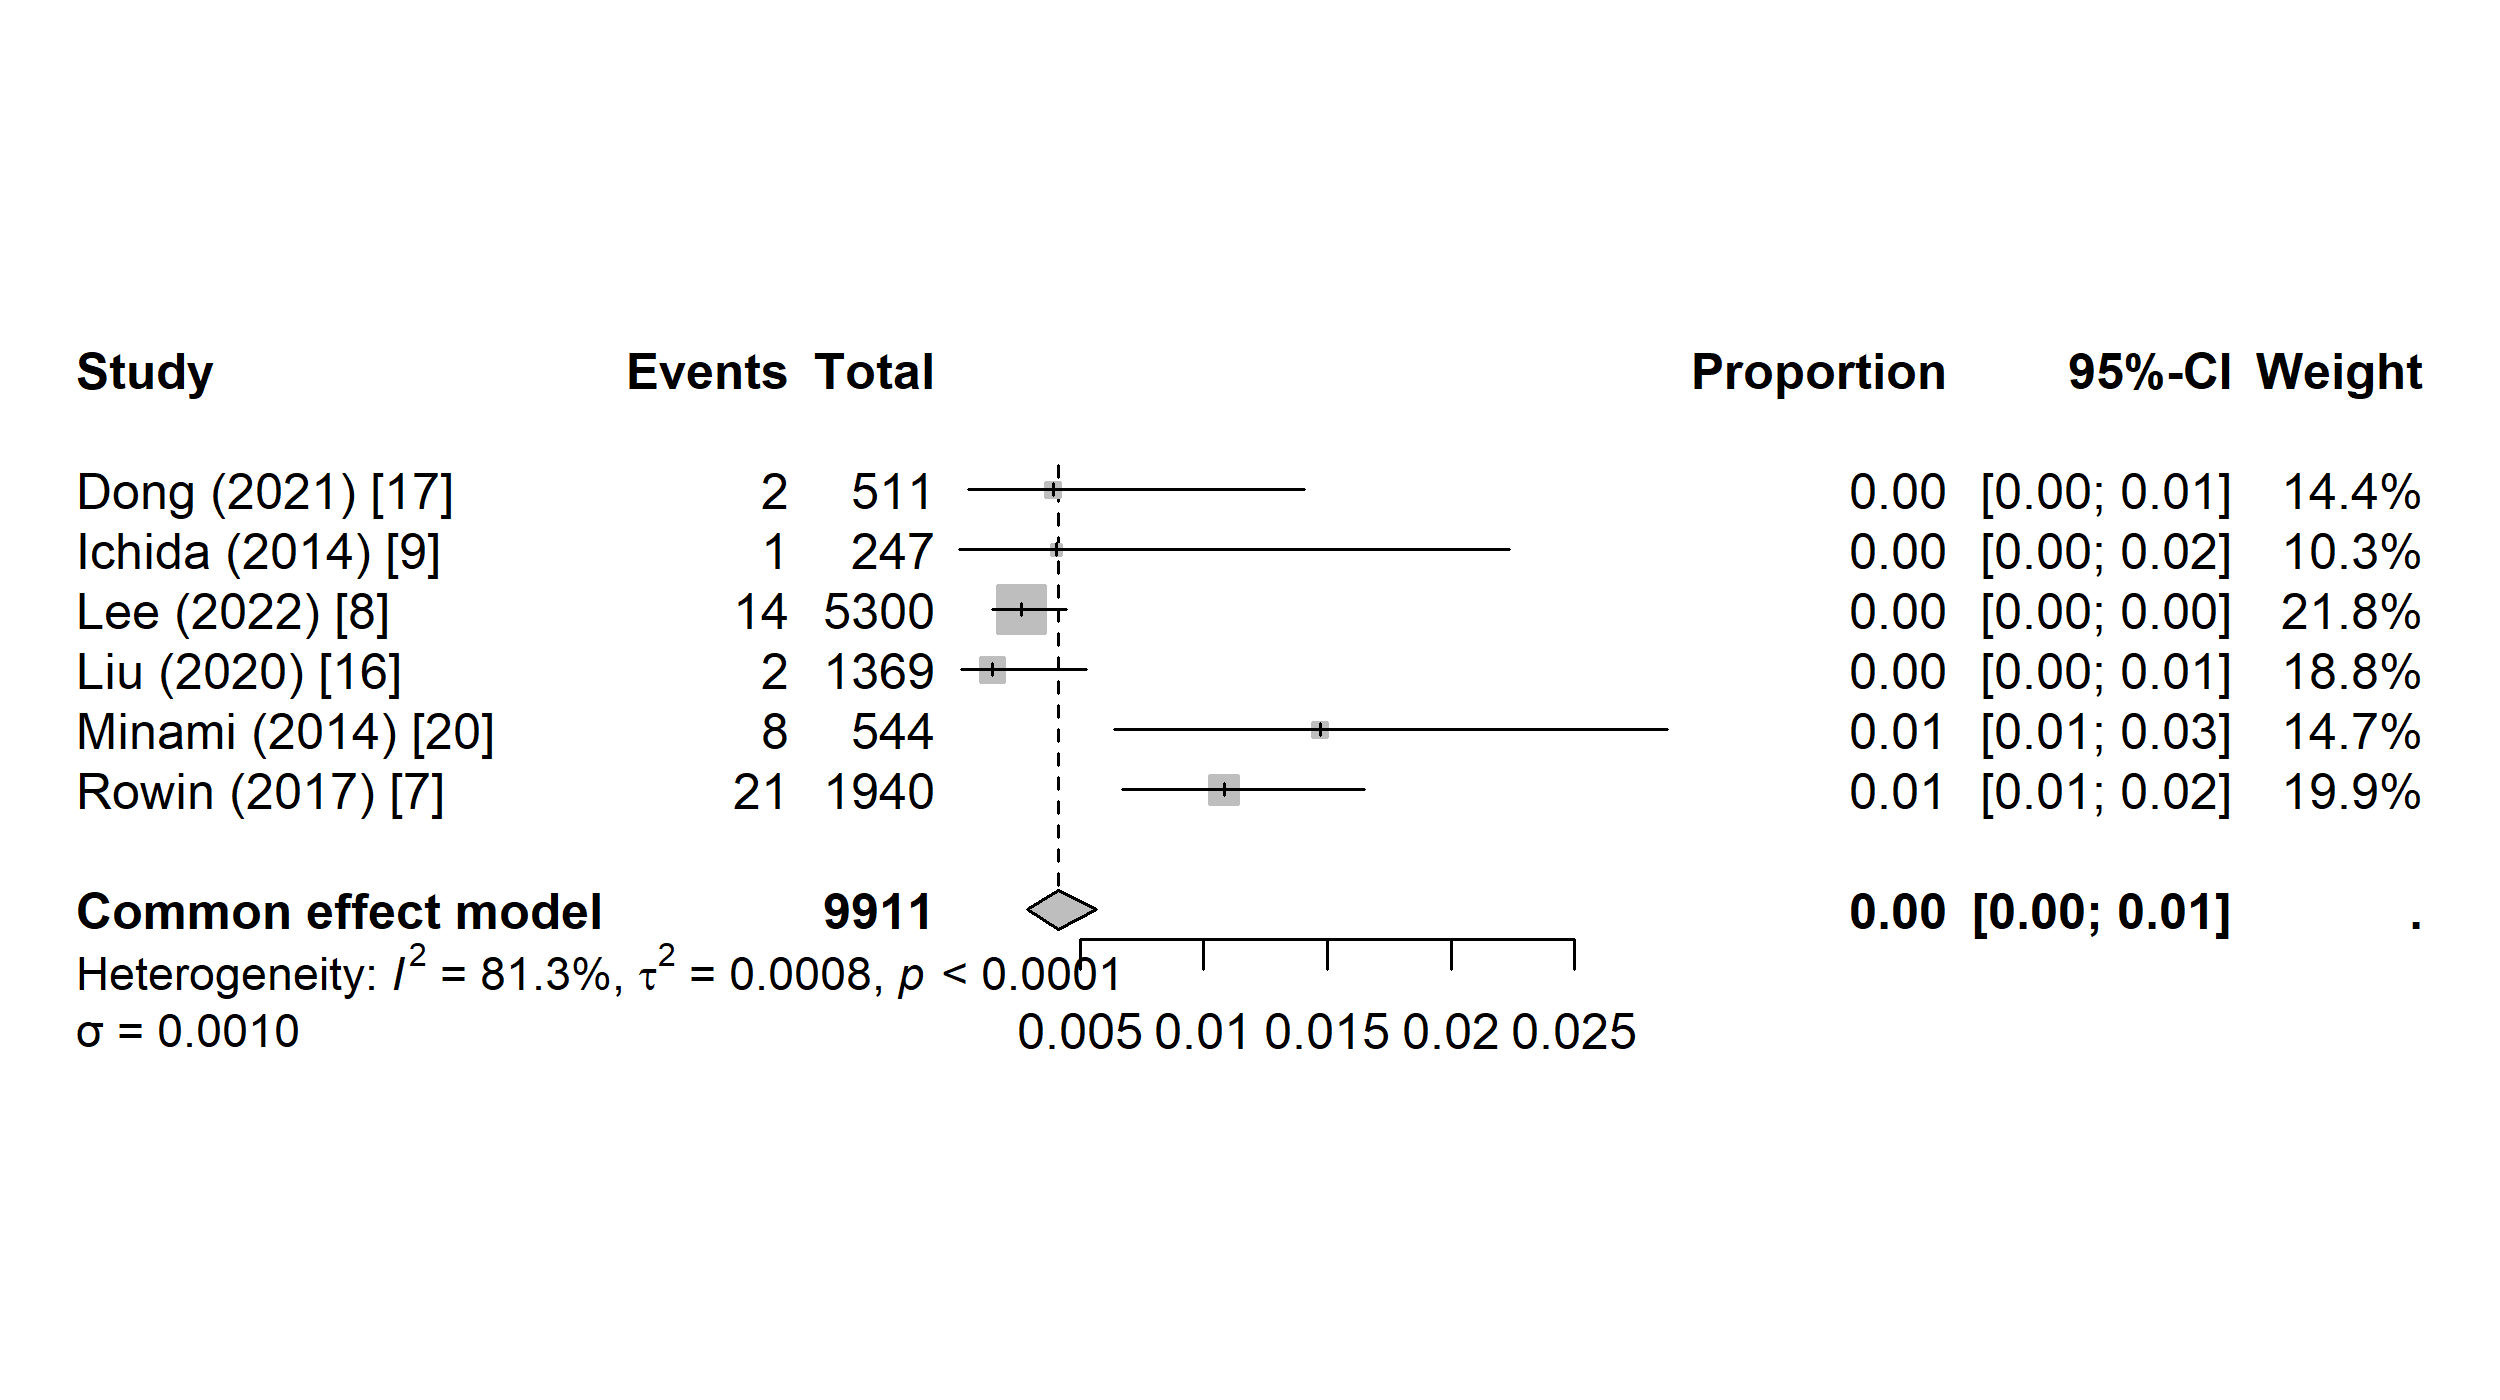 Study Events Total Proportion 95%-CI Weight
Dong (2021) [17] 2 511 0.00 [0.00; 0.01] 14.4%
Ichida (2014) [9] 1 247 0.00 [0.00; 0.02] 10.3%
Lee (2022) [8] 14 5300 0.00 [0.00; 0.00] 21.8%
Liu (2020) [16] 2 1369 0.00 [0.00; 0.01] 18.8%
Minami (2014) [20] 8 544 0.01 [0.01; 0.03] 14.7%
Rowin (2017) [7] 21 1940 0.01 [0.01; 0.02] 19.9%
Common effect model 9911 0.00 [0.00; 0.01] .
Heterogeneity: I² = 81.3%, τ² = 0.0008, p < 0.0001
σ = 0.0010 0.005 0.01 0.015 0.02 0.025